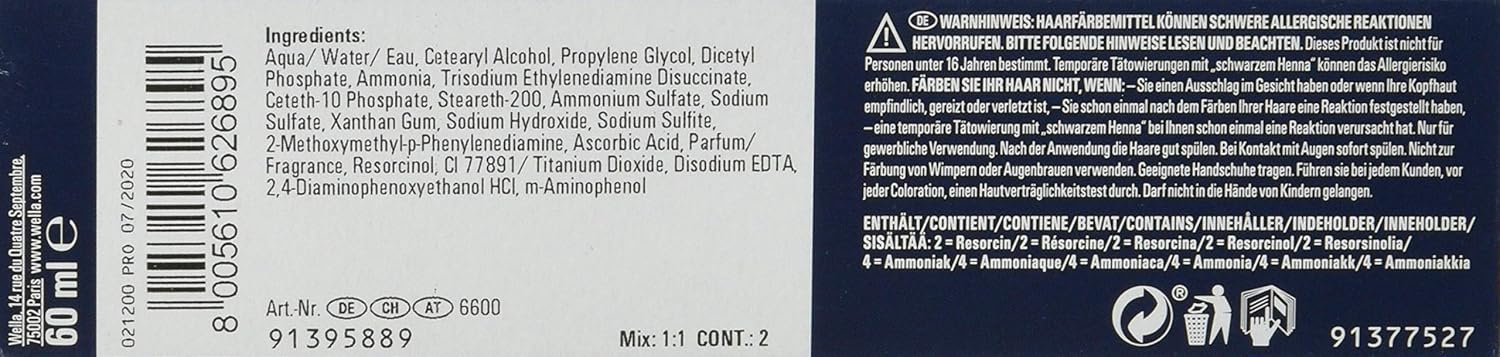 Wella, 14 rue du Quatre Septembre,
75002 Paris www.wella.com
60 ml e
021200 PRO 07/2020
8 005610 626895
Ingredients:
Aqua/ Water/ Eau, Cetearyl Alcohol, Propylene Glycol, Dicetyl
Phosphate, Ammonia, Trisodium Ethylenediamine Disuccinate,
Ceteth-10 Phosphate, Steareth-200, Ammonium Sulfate, Sodium
Sulfate, Xanthan Gum, Sodium Hydroxide, Sodium Sulfite,
2-Methoxymethyl-p-Phenylenediamine, Ascorbic Acid, Parfum/
Fragrance, Resorcinol, CI 77891/ Titanium Dioxide, Disodium EDTA,
2,4-Diaminophenoxyethanol HCl, m-Aminophenol
Art.-Nr. DE CH AT 6600
91395889
Mix: 1:1 CONT.: 2
DE WARNHINWEIS: HAARFÄRBEMITTEL KÖNNEN SCHWERE ALLERGISCHE REAKTIONEN
HERVORRUFEN. BITTE FOLGENDE HINWEISE LESEN UND BEACHTEN. Dieses Produkt ist nicht für
Personen unter 16 Jahren bestimmt. Temporäre Tätowierungen mit „schwarzem Henna“ können das Allergierisiko
erhöhen. FÄRBEN SIE IHR HAAR NICHT, WENN: – Sie einen Ausschlag im Gesicht haben oder wenn Ihre Kopfhaut
empfindlich, gereizt oder verletzt ist, – Sie schon einmal nach dem Färben Ihrer Haare eine Reaktion festgestellt haben,
– eine temporäre Tätowierung mit „schwarzem Henna“ bei Ihnen schon einmal eine Reaktion verursacht hat. Nur für
gewerbliche Verwendung. Nach der Anwendung die Haare gut spülen. Bei Kontakt mit Augen sofort spülen. Nicht zur
Färbung von Wimpern oder Augenbrauen verwenden. Geeignete Handschuhe tragen. Führen sie bei jedem Kunden, vor
jeder Coloration, einen Hautverträglichkeitstest durch. Darf nicht in die Hände von Kindern gelangen.
ENTHÄLT/CONTIENT/CONTIENE/BEVAT/CONTAINS/INNEHÅLLER/INDEHOLDER/INNEHOLDER/
SISÄLTÄÄ: 2 = Resorcin/2 = Résorcine/2 = Resorcina/2 = Resorcinol/2 = Resorsinolia/
4 = Ammoniak/4 = Ammoniaque/4 = Ammoniaca/4 = Ammonia/4 = Ammoniakk/4 = Ammoniakkia
®
91377527